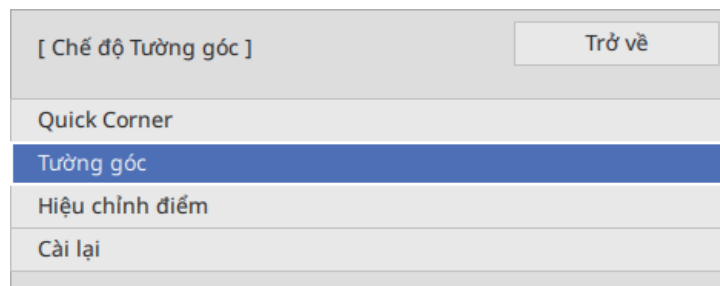 [ Chế độ Tường góc ]
Trở về
Quick Corner
Tường góc
Hiệu chỉnh điểm
Cài lại